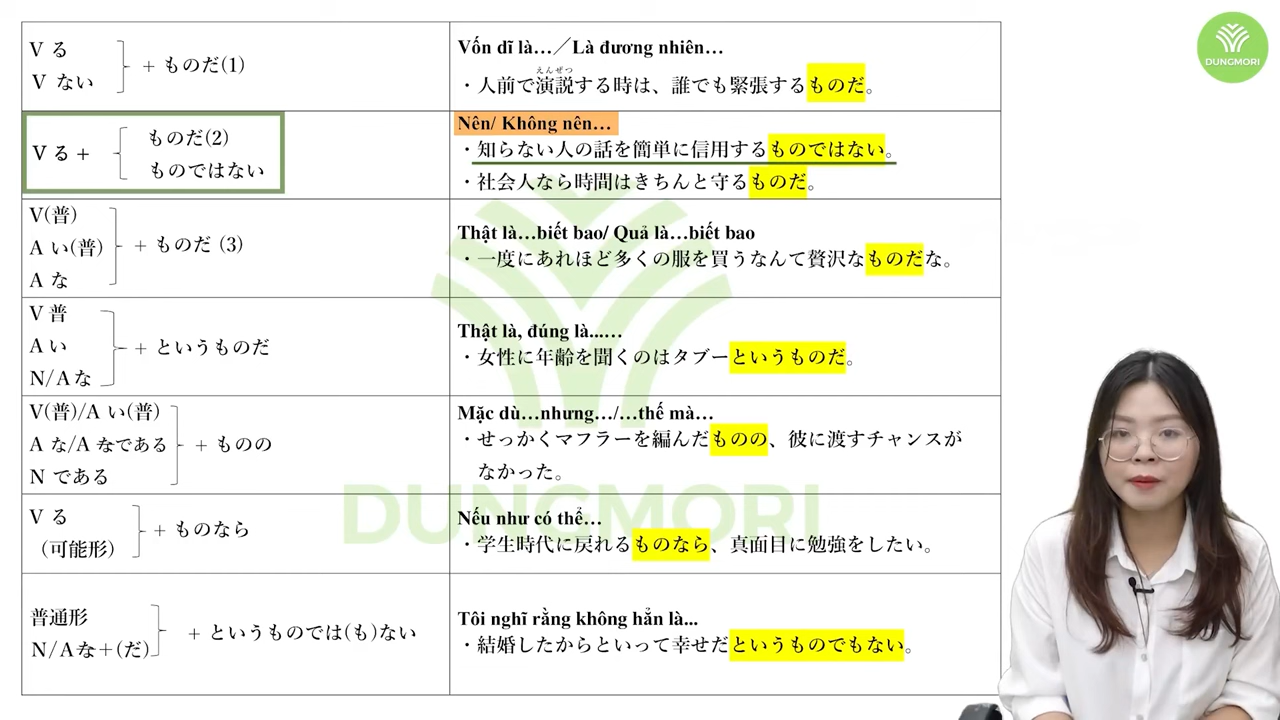 V る
V ない
+ ものだ(1)
Vốn dĩ là…／Là đương nhiên…
えんぜつ
・人前で演説する時は、誰でも緊張するものだ。
DUNGMORI
V る +
ものだ(2)
ものではない
Nên/ Không nên…
・知らない人の話を簡単に信用するものではない。
・社会人なら時間はきちんと守るものだ。
V(普)
A い(普)
A な
+ ものだ (3)
Thật là…biết bao/ Quả là…biết bao
・一度にあれほど多くの服を買うなんて贅沢なものだな。
V 普
A い
N/A な
+ というものだ
Thật là, đúng là...…
・女性に年齢を聞くのはタブーというものだ。
V(普)/A い(普)
A な/A なである
N である
+ ものの
Mặc dù…nhưng…/…thế mà…
・せっかくマフラーを編んだものの、彼に渡すチャンスが
なかった。
V る
（可能形）
+ ものなら
Nếu như có thể…
・学生時代に戻れるものなら、真面目に勉強をしたい。
DUNGMORI
普通形
N/A な＋(だ)
+ というものでは(も)ない
Tôi nghĩ rằng không hẳn là...
・結婚したからといって幸せだというものでもない。